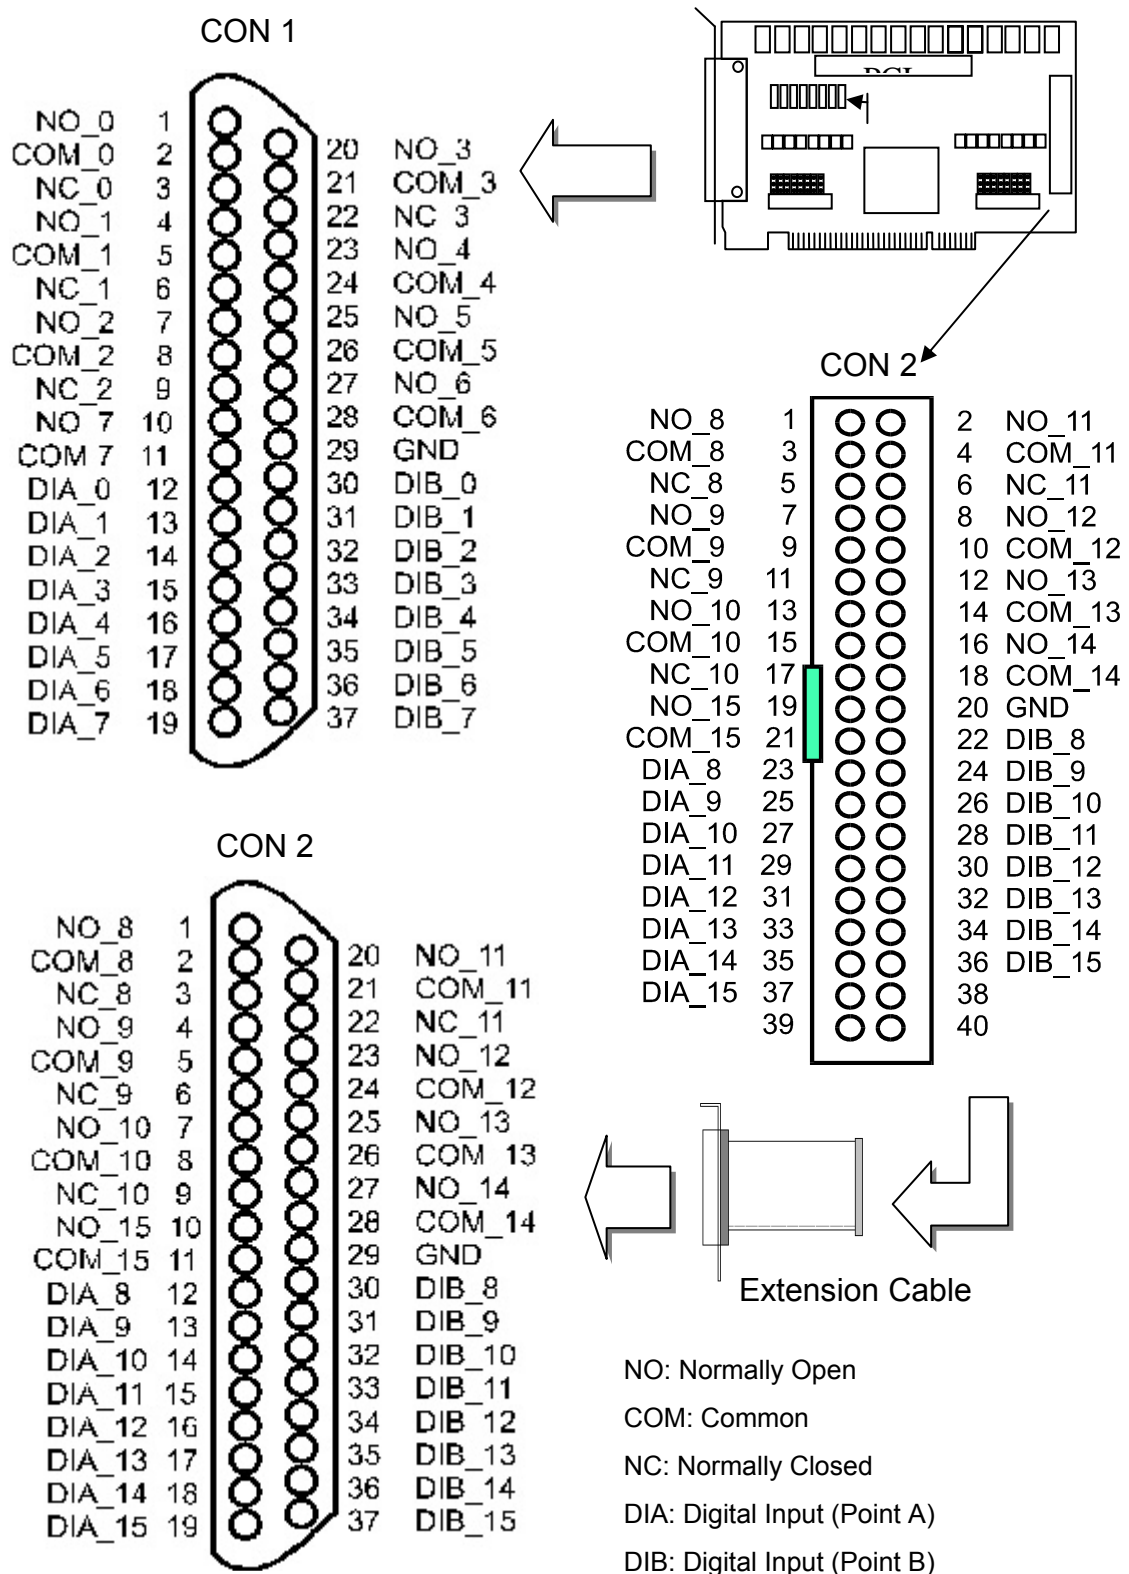 CON 1
NO_0 1
COM_0 2
NC_0 3
NO_1 4
COM_1 5
NC_1 6
NO_2 7
COM_2 8
NC_2 9
NO 7 10
COM 7 11
DIA_0 12
DIA_1 13
DIA_2 14
DIA_3 15
DIA_4 16
DIA_5 17
DIA_6 18
DIA_7 19
20 NO_3
21 COM_3
22 NC 3
23 NO_4
24 COM_4
25 NO_5
26 COM_5
27 NO_6
28 COM_6
29 GND
30 DIB_0
31 DIB_1
32 DIB_2
33 DIB_3
34 DIB_4
35 DIB_5
36 DIB_6
37 DIB_7
CON 2
NO_8 1
COM_8 3
NC_8 5
NO_9 7
COM_9 9
NC_9 11
NO_10 13
COM_10 15
NC_10 17
NO_15 19
COM_15 21
DIA_8 23
DIA_9 25
DIA_10 27
DIA_11 29
DIA_12 31
DIA_13 33
DIA_14 35
DIA_15 37
39
2 NO_11
4 COM_11
6 NC_11
8 NO_12
10 COM_12
12 NO_13
14 COM_13
16 NO_14
18 COM_14
20 GND
22 DIB_8
24 DIB_9
26 DIB_10
28 DIB_11
30 DIB_12
32 DIB_13
34 DIB_14
36 DIB_15
38
40
CON 2
NO_8 1
COM_8 2
NC_8 3
NO_9 4
COM_9 5
NC_9 6
NO_10 7
COM_10 8
NC_10 9
NO_15 10
COM_15 11
DIA_8 12
DIA_9 13
DIA_10 14
DIA_11 15
DIA_12 16
DIA_13 17
DIA_14 18
DIA_15 19
20 NO_11
21 COM_11
22 NC_11
23 NO_12
24 COM_12
25 NO_13
26 COM_13
27 NO_14
28 COM_14
29 GND
30 DIB_8
31 DIB_9
32 DIB_10
33 DIB_11
34 DIB_12
35 DIB_13
36 DIB_14
37 DIB_15
Extension Cable
NO: Normally Open
COM: Common
NC: Normally Closed
DIA: Digital Input (Point A)
DIB: Digital Input (Point B)